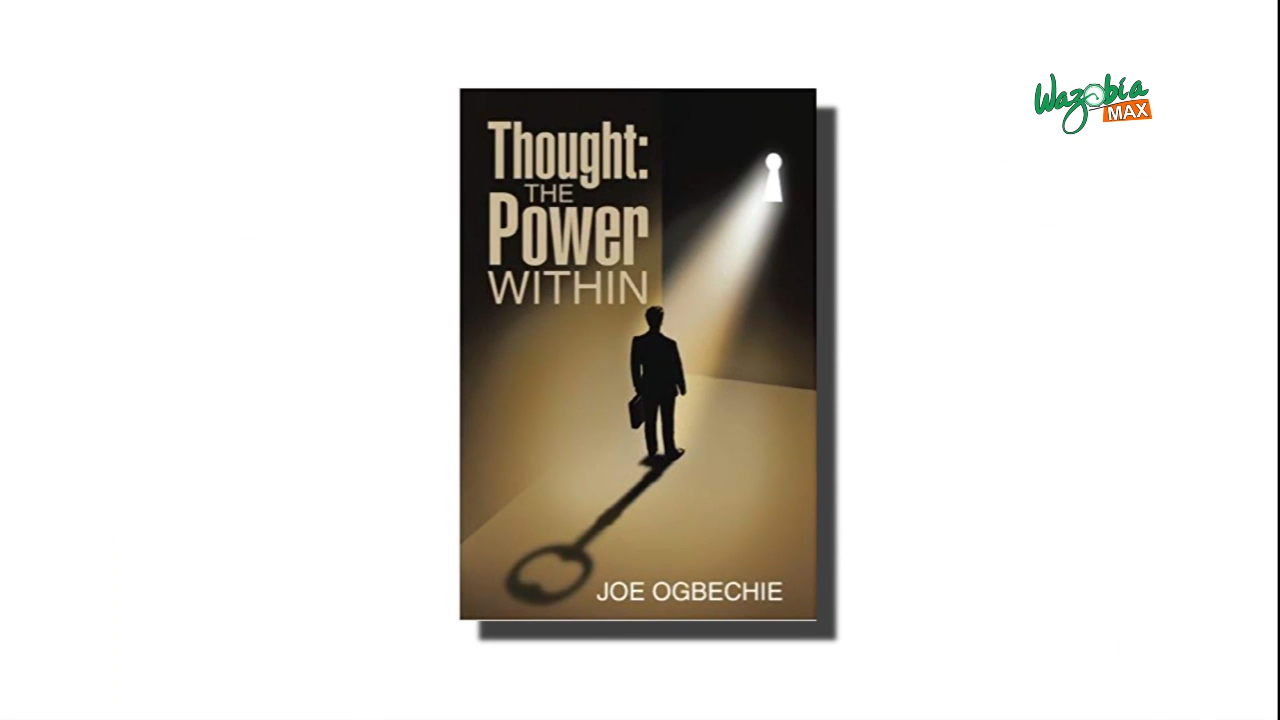 Thought:
THE
Power
WITHIN
JOE OGBECHIE
Wazobia
MAX